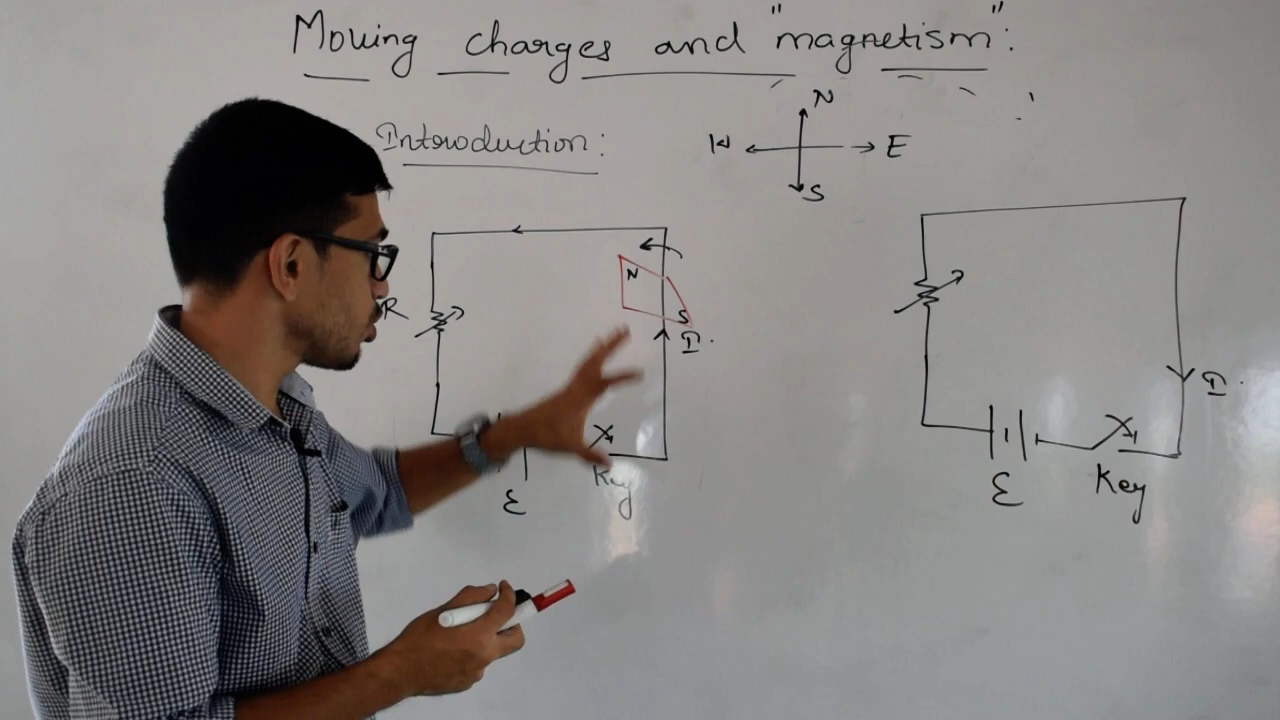 Moving charges and "magnetism":
Introduction:
N
W E
S
R
N
S
I.
ε
Key
I.
ε
Key